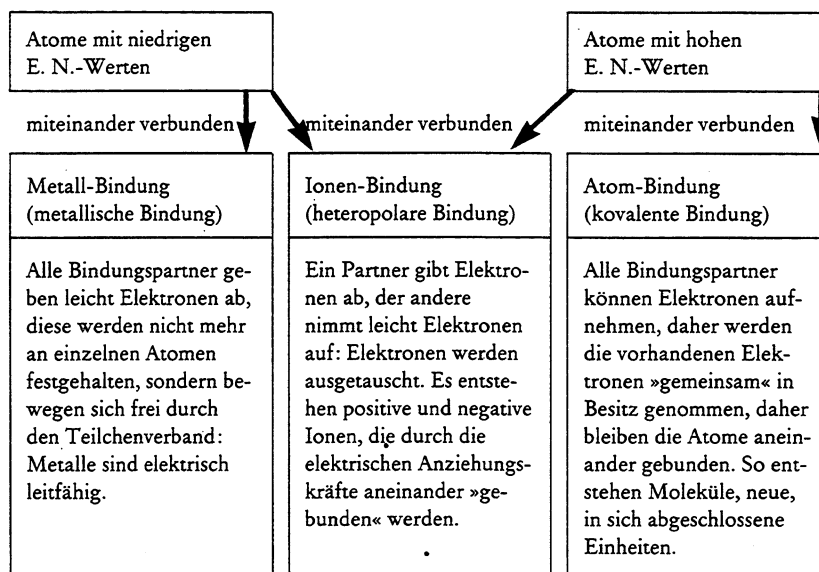 Atome mit niedrigen
E. N.-Werten
Atome mit hohen
E. N.-Werten
miteinander verbunden
miteinander verbunden
miteinander verbunden
Metall-Bindung
(metallische Bindung)
Ionen-Bindung
(heteropolare Bindung)
Atom-Bindung
(kovalente Bindung)
Alle Bindungspartner ge-
ben leicht Elektronen ab,
diese werden nicht mehr
an einzelnen Atomen
festgehalten, sondern be-
wegen sich frei durch
den Teilchenverband:
Metalle sind elektrisch
leitfähig.
Ein Partner gibt Elektro-
nen ab, der andere
nimmt leicht Elektronen
auf: Elektronen werden
ausgetauscht. Es entste-
hen positive und negative
Ionen, die durch die
elektrischen Anziehungs-
kräfte aneinander »ge-
bunden« werden.
Alle Bindungspartner
können Elektronen auf-
nehmen, daher werden
die vorhandenen Elek-
tronen »gemeinsam« in
Besitz genommen, daher
bleiben die Atome anein-
ander gebunden. So ent-
stehen Moleküle, neue,
in sich abgeschlossene
Einheiten.